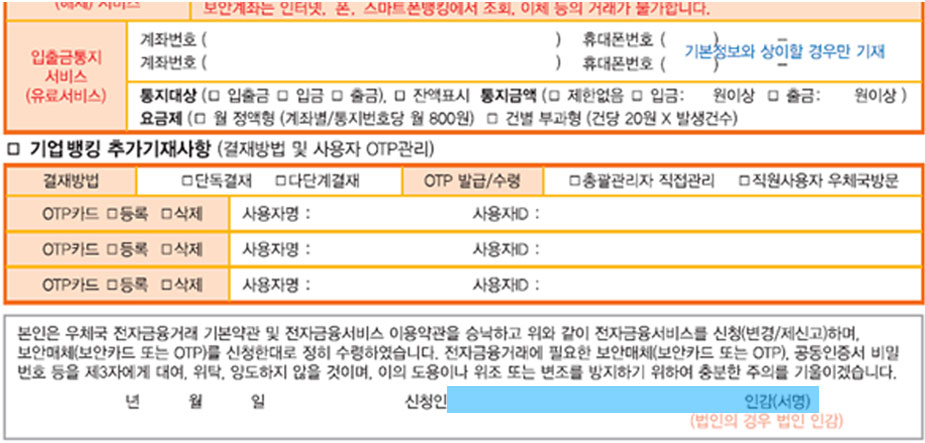 (해제) 서비스
보안계좌는 인터넷, 폰, 스마트폰뱅킹에서 조회, 이체 등의 거래가 불가합니다.
입출금통지
서비스
(유료서비스)
계좌번호 ( ) 휴대폰번호 ( ) –
계좌번호 ( ) 휴대폰번호 ( ) –
기본정보와 상이할 경우만 기재
통지대상 (□ 입출금 □ 입금 □ 출금), □ 잔액표시 통지금액 (□ 제한없음 □ 입금: 원이상 □ 출금: 원이상 )
요금제 (□ 월 정액형 (계좌별/통지번호당 월 800원) □ 건별 부과형 (건당 20원 X 발생건수)
□ 기업뱅킹 추가기재사항 (결재방법 및 사용자 OTP관리)
결재방법 □단독결재 □다단계결재 OTP 발급/수령 □총괄관리자 직접관리 □직원사용자 우체국방문
OTP카드 □등록 □삭제 사용자명 : 사용자ID :
OTP카드 □등록 □삭제 사용자명 : 사용자ID :
OTP카드 □등록 □삭제 사용자명 : 사용자ID :
본인은 우체국 전자금융거래 기본약관 및 전자금융서비스 이용약관을 승낙하고 위와 같이 전자금융서비스를 신청(변경/제신고)하며,
보안매체(보안카드 또는 OTP)를 신청한대로 정히 수령하였습니다. 전자금융거래에 필요한 보안매체(보안카드 또는 OTP), 공동인증서 비밀
번호 등을 제3자에게 대여, 위탁, 양도하지 않을 것이며, 이의 도용이나 위조 또는 변조를 방지하기 위하여 충분한 주의를 기울이겠습니다.
년 월 일 신청인 인감(서명)
(법인의 경우 법인 인감)